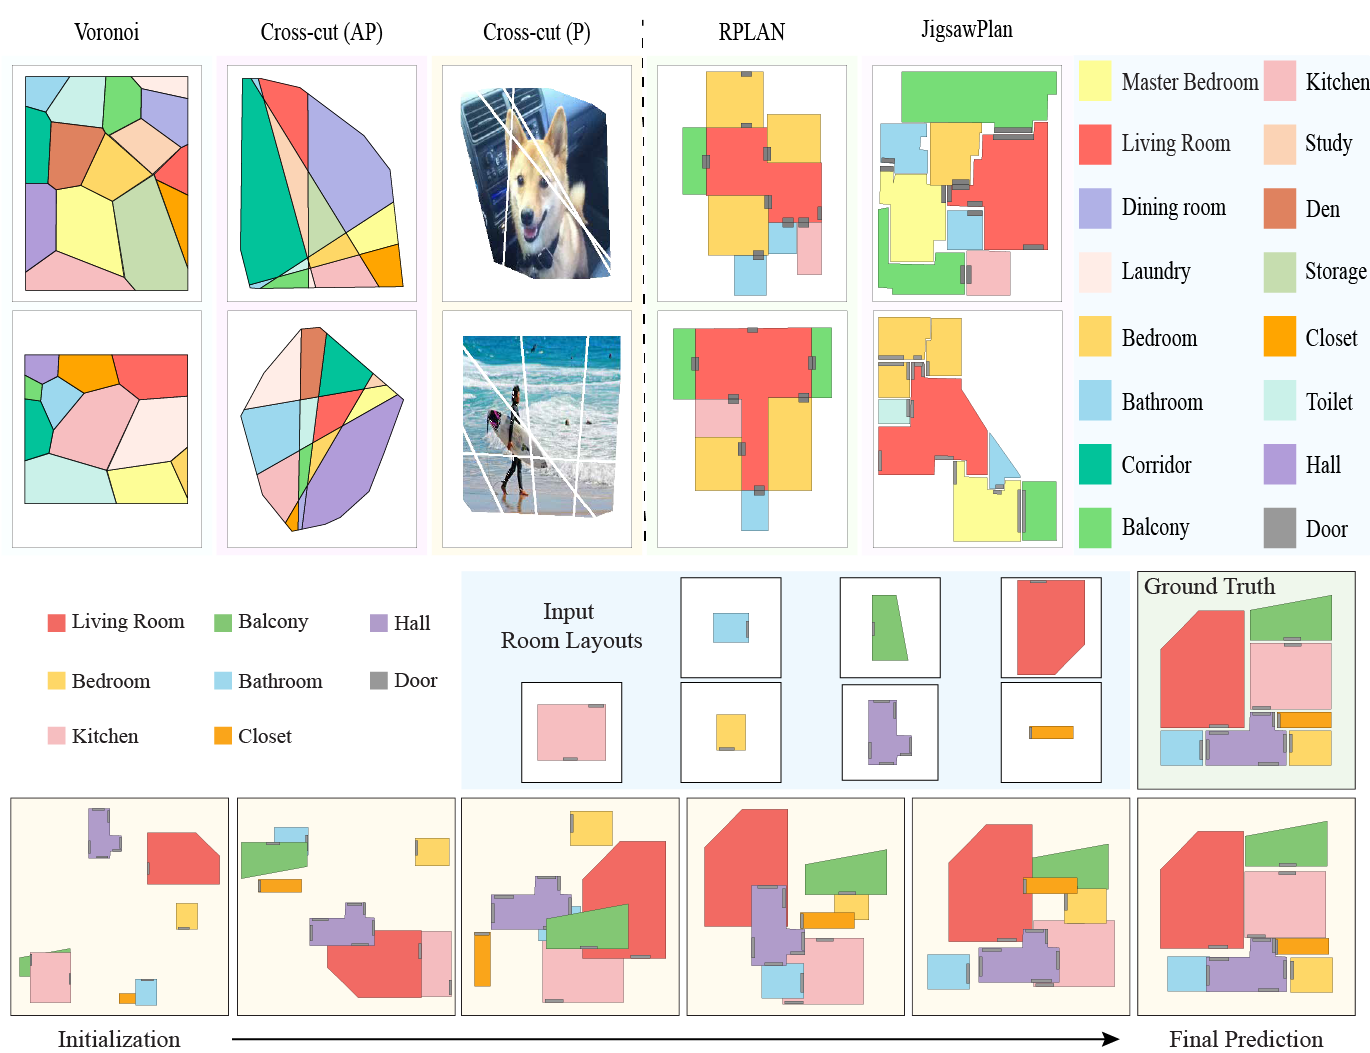 Voronoi
Cross-cut (AP)
Cross-cut (P)
RPLAN
JigsawPlan
Master Bedroom
Kitchen
Living Room
Study
Dining room
Den
Laundry
Storage
Bedroom
Closet
Bathroom
Toilet
Corridor
Hall
Balcony
Door
Living Room
Balcony
Hall
Bedroom
Bathroom
Door
Kitchen
Closet
Input
Room Layouts
Ground Truth
Initialization
Final Prediction